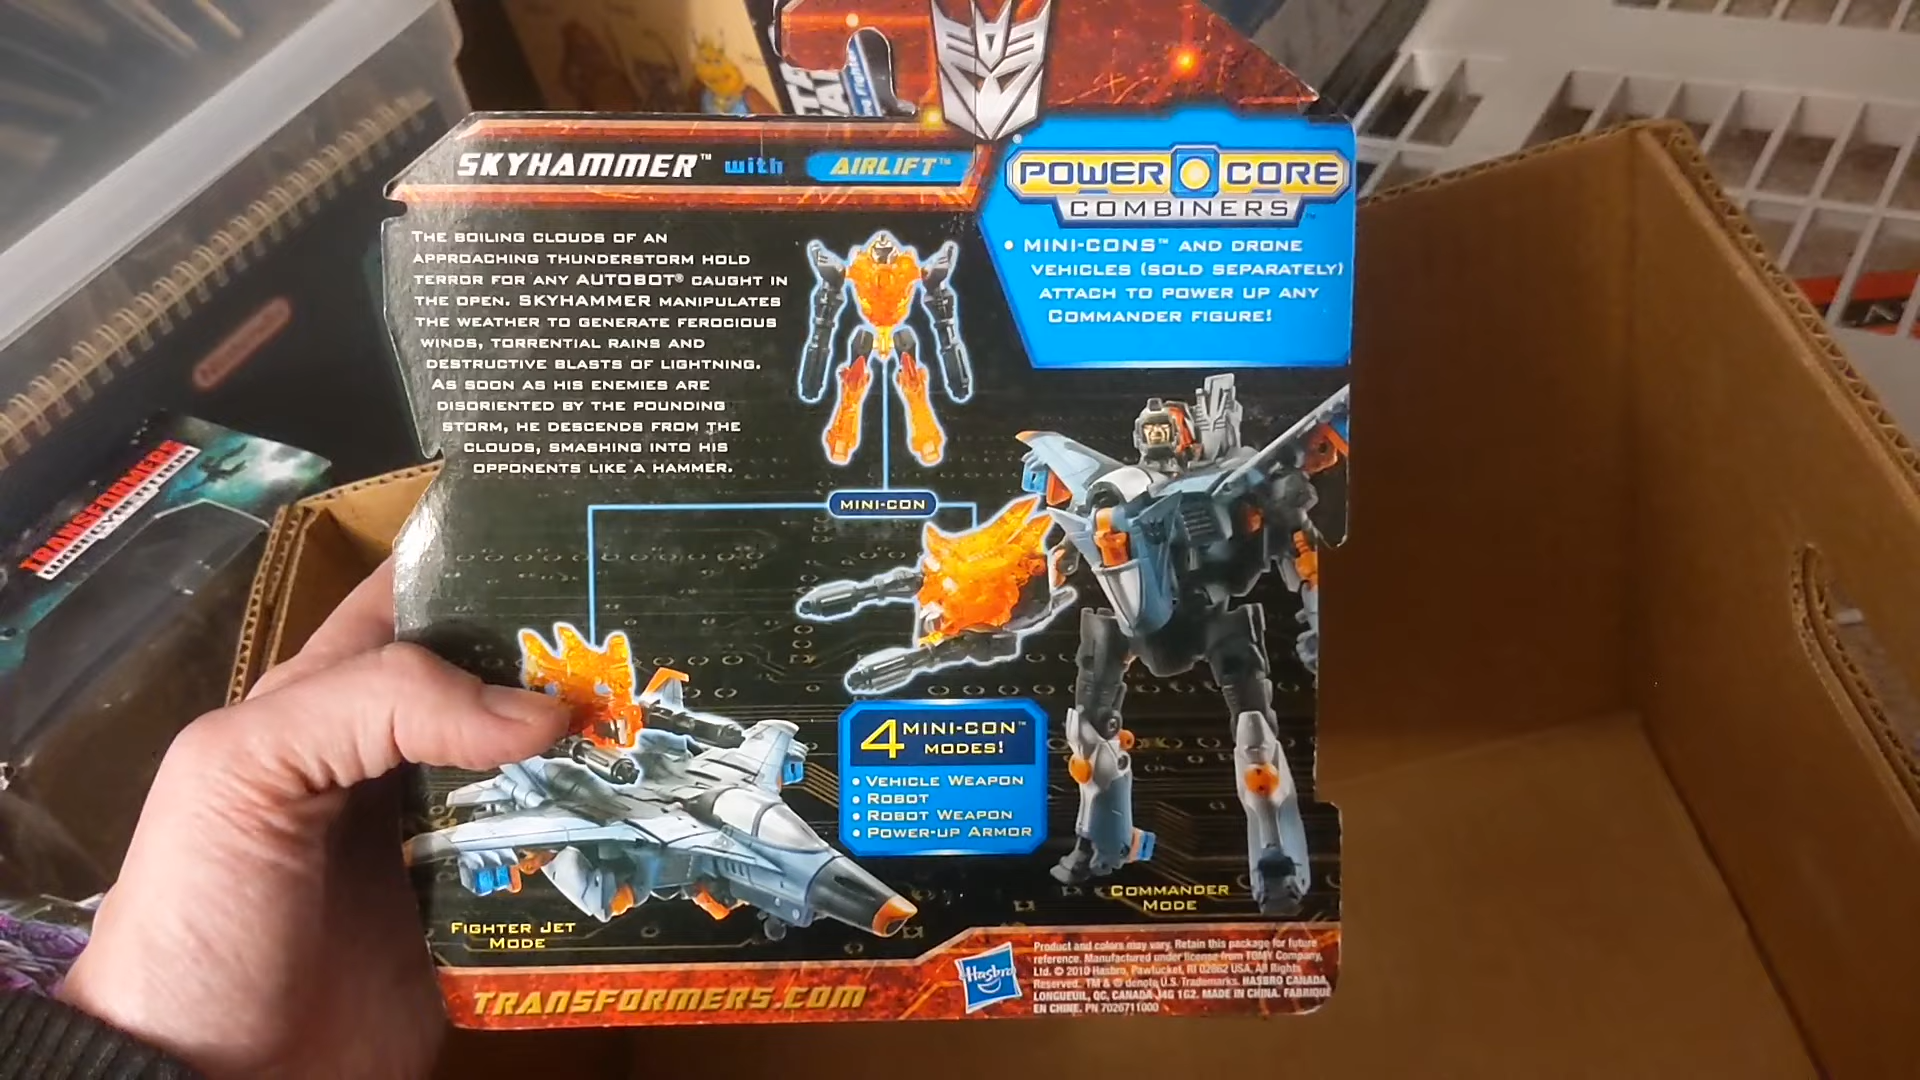 SKYHAMMER™ with AIRLIFT™
POWER CORE
COMBINERS™
THE BOILING CLOUDS OF AN
APPROACHING THUNDERSTORM HOLD
TERROR FOR ANY AUTOBOT® CAUGHT IN
THE OPEN. SKYHAMMER MANIPULATES
THE WEATHER TO GENERATE FEROCIOUS
WINDS, TORRENTIAL RAINS AND
DESTRUCTIVE BLASTS OF LIGHTNING.
AS SOON AS HIS ENEMIES ARE
DISORIENTED BY THE POUNDING
STORM, HE DESCENDS FROM THE
CLOUDS, SMASHING INTO HIS
OPPONENTS LIKE A HAMMER.
• MINI-CONS™ AND DRONE
VEHICLES (SOLD SEPARATELY)
ATTACH TO POWER UP ANY
COMMANDER FIGURE!
MINI-CON
4 MINI-CON™
MODES!
• VEHICLE WEAPON
• ROBOT
• ROBOT WEAPON
• POWER-UP ARMOR
FIGHTER JET
MODE
COMMANDER
MODE
TRANSFORMERS.COM
Hasbro
Product and colors may vary. Retain this package for future
reference. Manufactured under license from TOMY Company,
Ltd. © 2010 Hasbro, Pawtucket, RI 02862 USA. All Rights
Reserved. TM & ® denote U.S. Trademarks. HASBRO CANADA,
LONGUEUIL, QC, CANADA J4G 1G2. MADE IN CHINA. FABRIQUÉ
EN CHINE. PN 7026711000
TRANSFORMERS